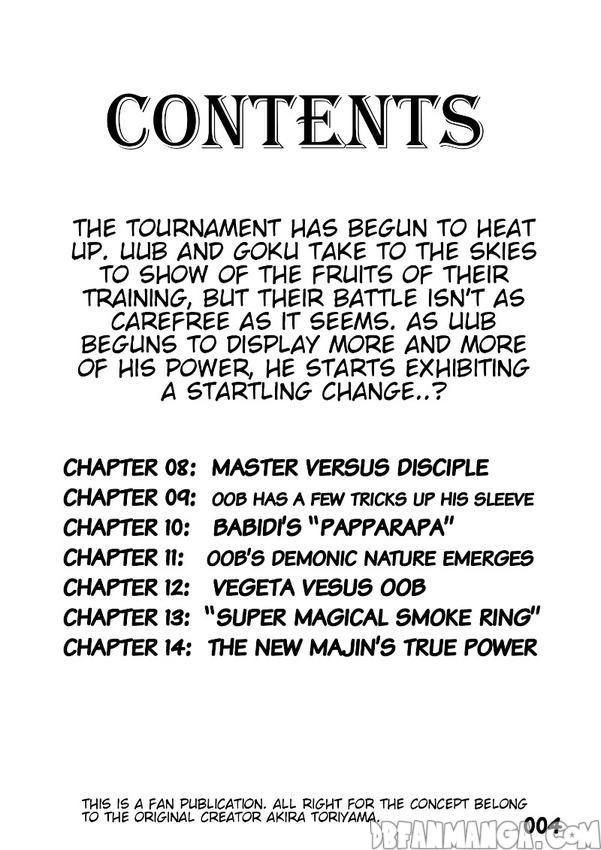 CONTENTS
THE TOURNAMENT HAS BEGUN TO HEAT
UP. UUB AND GOKU TAKE TO THE SKIES
TO SHOW OF THE FRUITS OF THEIR
TRAINING, BUT THEIR BATTLE ISN'T AS
CAREFREE AS IT SEEMS. AS UUB
BEGUNS TO DISPLAY MORE AND MORE
OF HIS POWER, HE STARTS EXHIBITING
A STARTLING CHANGE..?
CHAPTER 08: MASTER VERSUS DISCIPLE
CHAPTER 09: OOB HAS A FEW TRICKS UP HIS SLEEVE
CHAPTER 10: BABIDI'S "PAPPARAPA"
CHAPTER 11: OOB'S DEMONIC NATURE EMERGES
CHAPTER 12: VEGETA VESUS OOB
CHAPTER 13: "SUPER MAGICAL SMOKE RING"
CHAPTER 14: THE NEW MAJIN'S TRUE POWER
THIS IS A FAN PUBLICATION. ALL RIGHT FOR THE CONCEPT BELONG
TO THE ORIGINAL CREATOR AKIRA TORIYAMA.
004
DBFANMANGA.COM